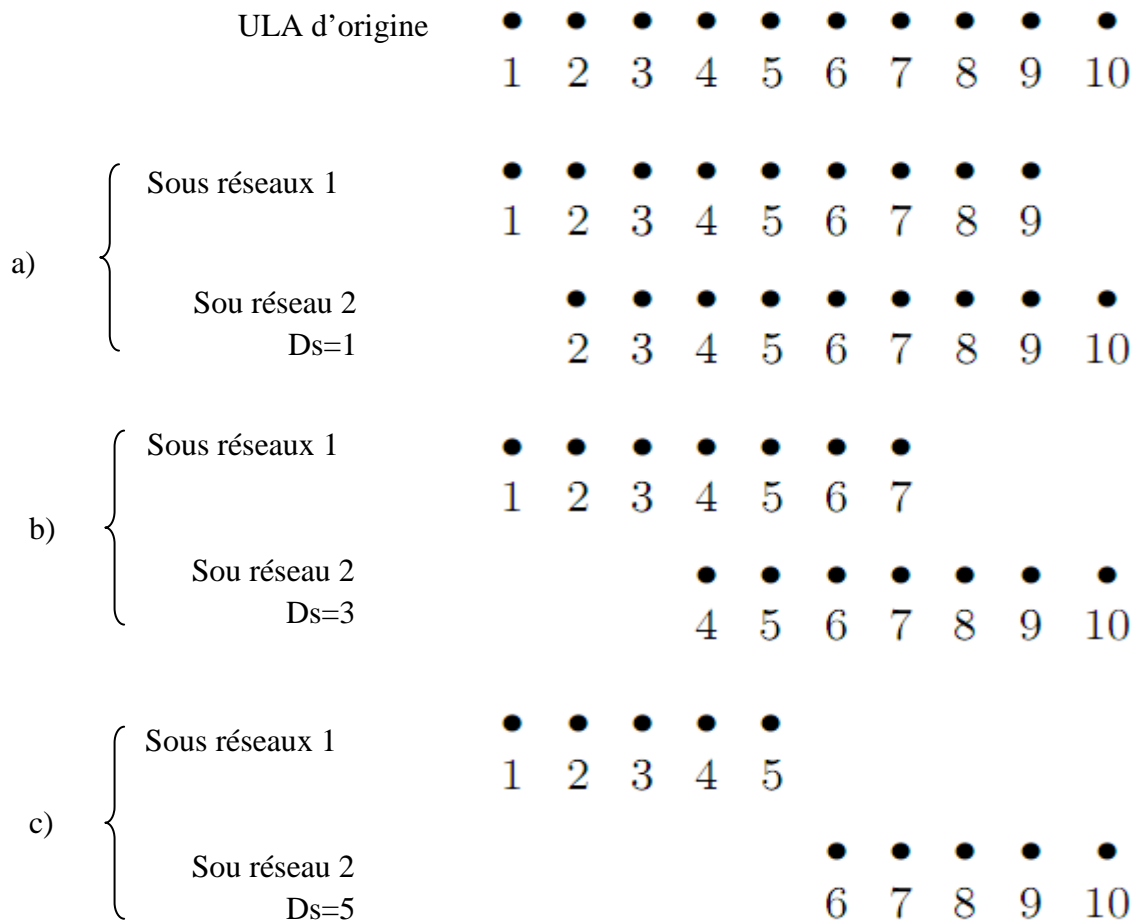 ULA d’origine
1 2 3 4 5 6 7 8 9 10
a)
Sous réseaux 1
1 2 3 4 5 6 7 8 9
Sou réseau 2
Ds=1
2 3 4 5 6 7 8 9 10
b)
Sous réseaux 1
1 2 3 4 5 6 7
Sou réseau 2
Ds=3
4 5 6 7 8 9 10
c)
Sous réseaux 1
1 2 3 4 5
Sou réseau 2
Ds=5
6 7 8 9 10